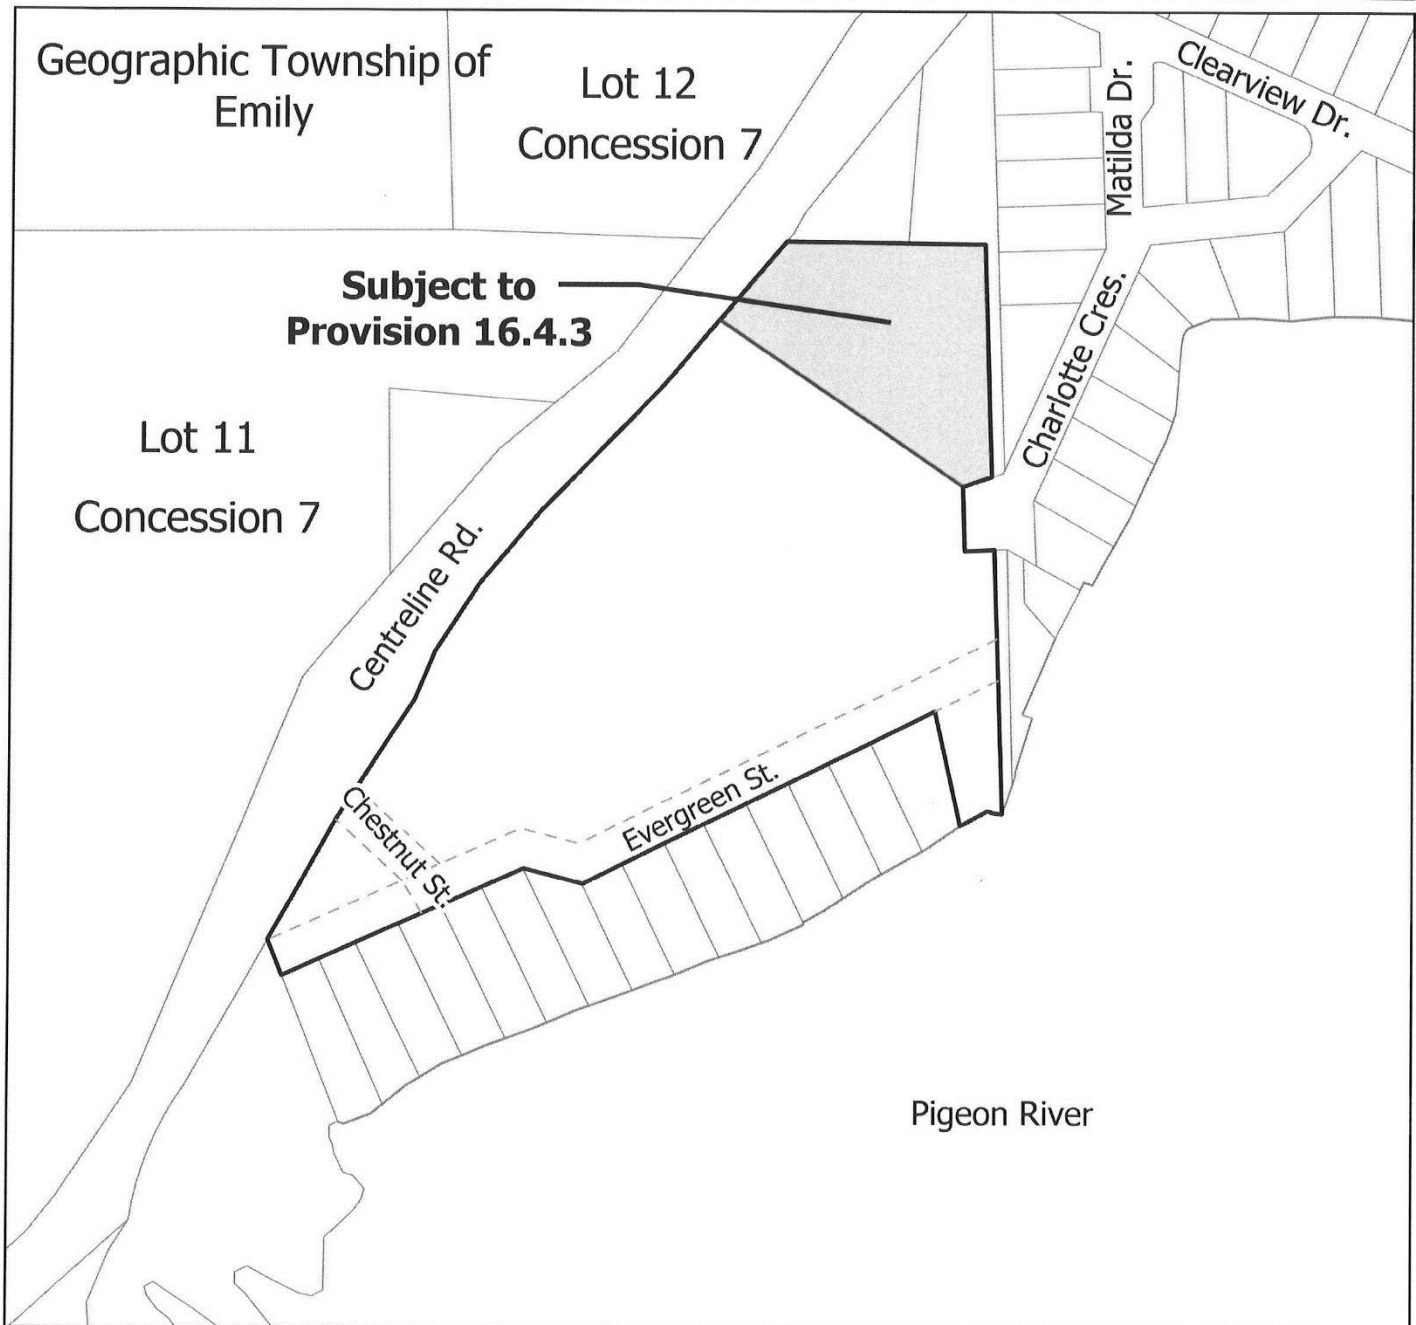 Geographic Township of
Emily
Lot 12
Concession 7
Clearview Dr.
Matilda Dr.
Subject to
Provision 16.4.3
Charlotte Cres.
Lot 11
Concession 7
Centreline Rd.
Chestnut St.
Evergreen St.
Pigeon River